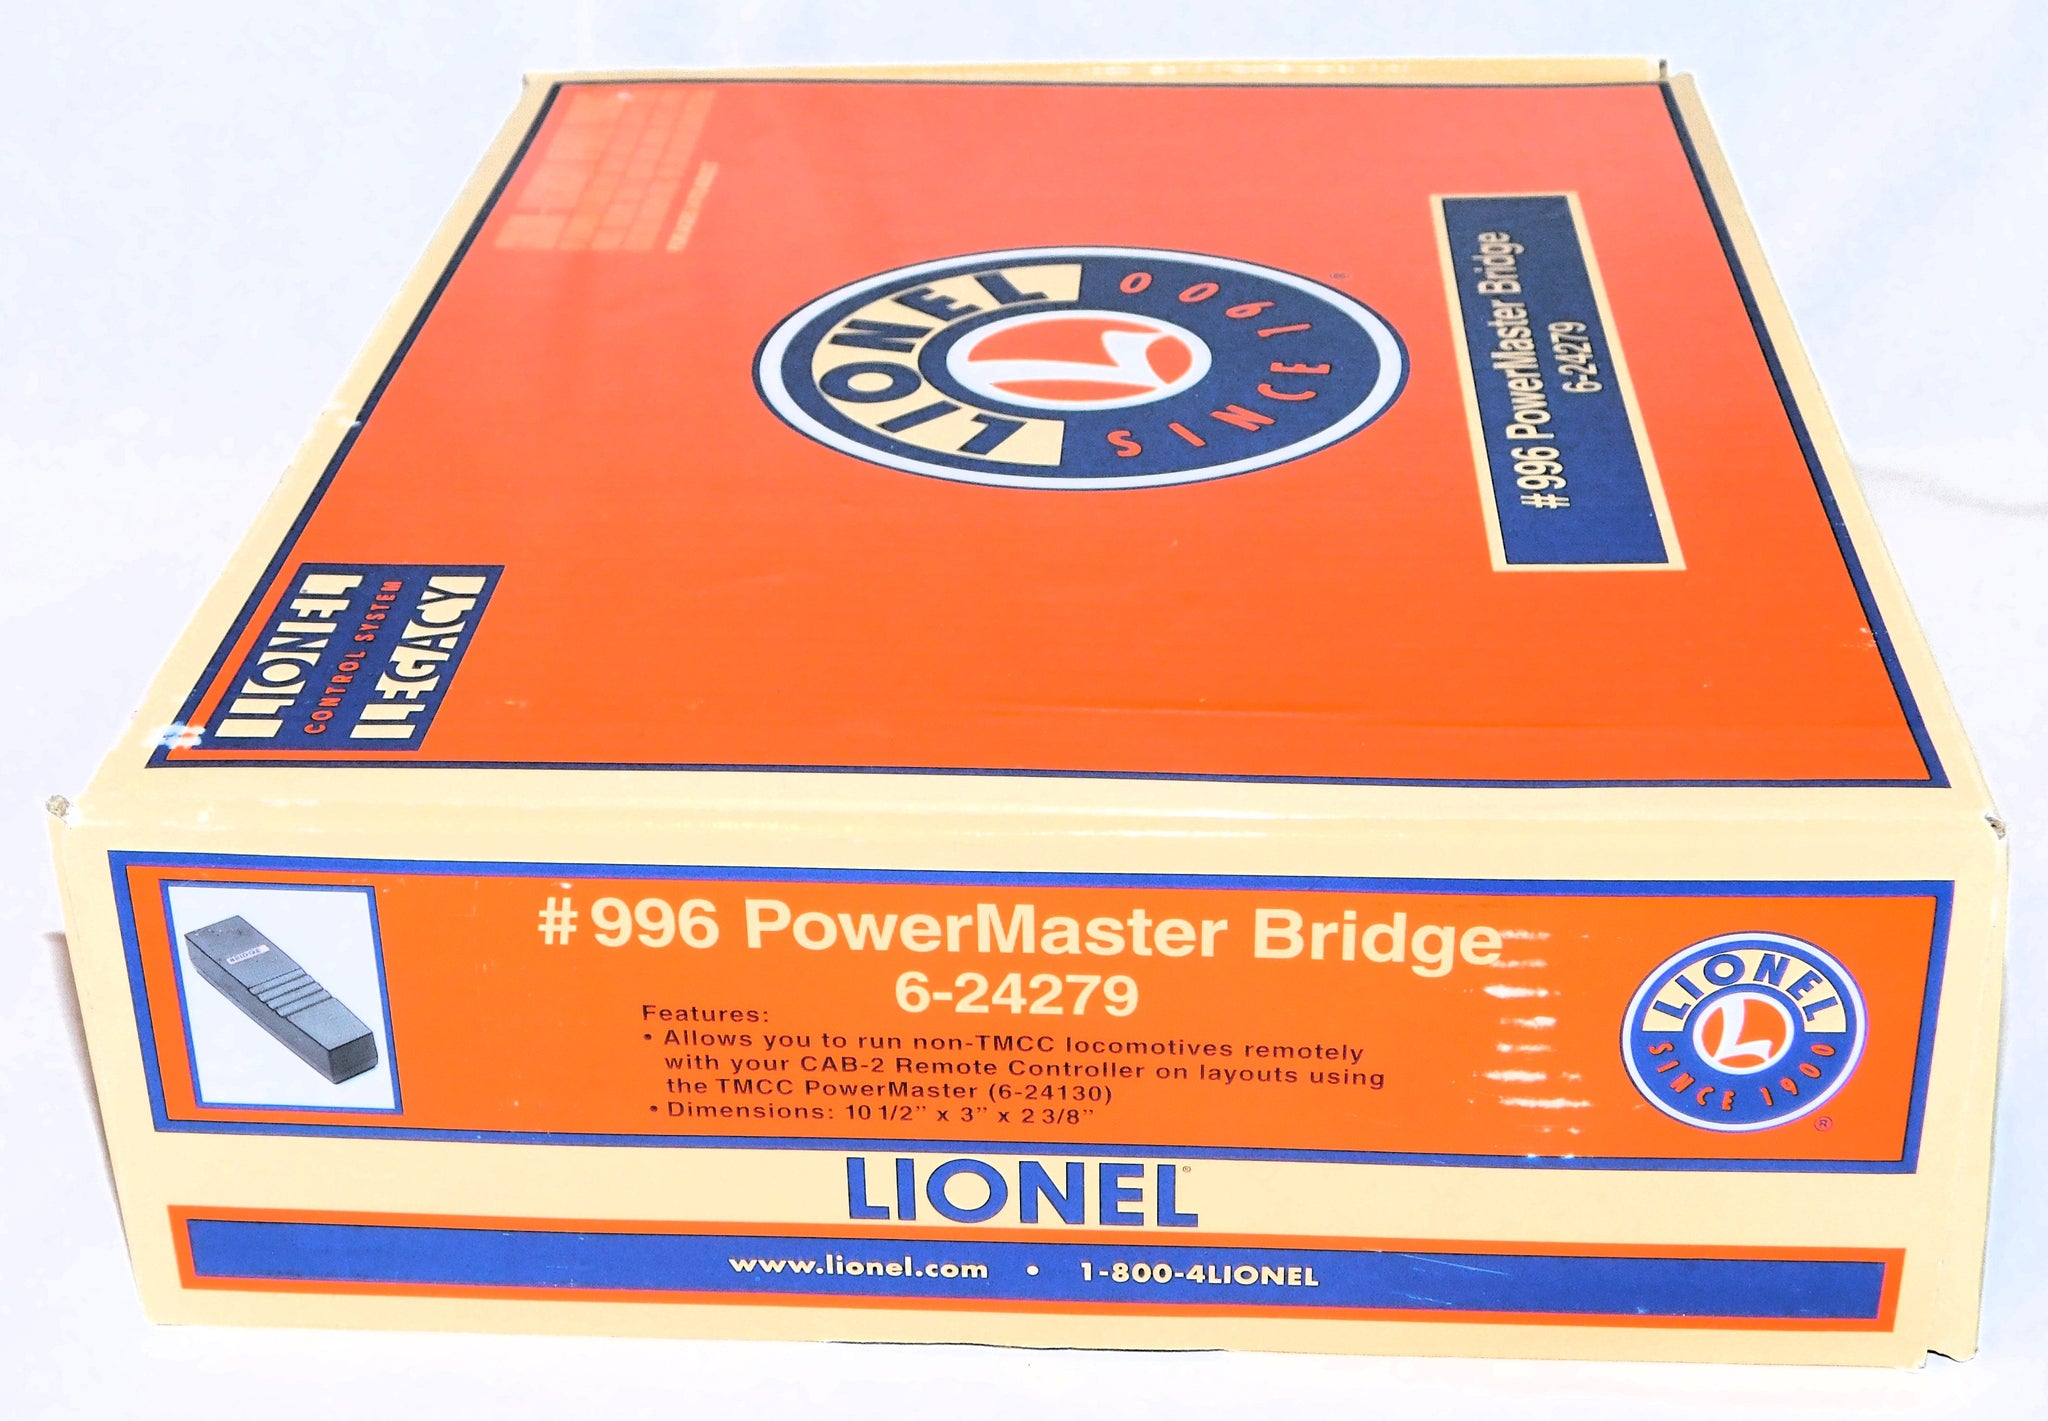 LIONEL
SINCE 1900
®
#996 PowerMaster Bridge
6-24279
LIONEL
CONTROL SYSTEM
LEGACY
#996 PowerMaster Bridge
6-24279
Features:
• Allows you to run non-TMCC locomotives remotely
with your CAB-2 Remote Controller on layouts using
the TMCC PowerMaster (6-24130)
• Dimensions: 10 1/2” x 3” x 2 3/8”
LIONEL
SINCE 1900
®
LIONEL®
www.lionel.com • 1-800-4LIONEL